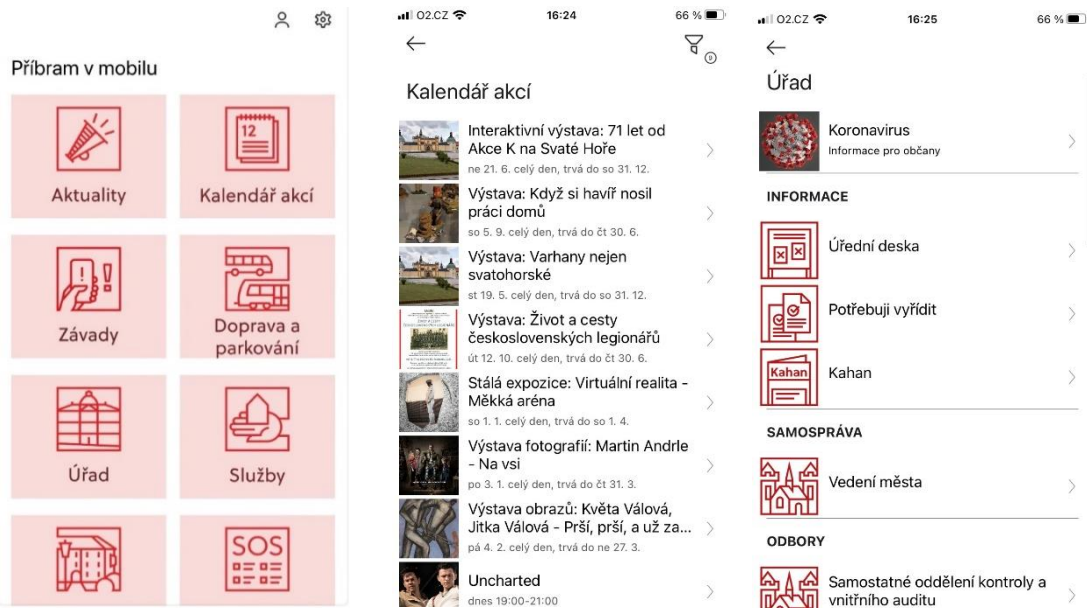 Příbram v mobilu
Aktuality
Kalendář akcí
Závady
Doprava a
parkování
Úřad
Služby
SOS
O2.CZ 16:24 66 %
9
Kalendář akcí
Interaktivní výstava: 71 let od
Akce K na Svaté Hoře
ne 21. 6. celý den, trvá do so 31. 12.
Výstava: Když si havíř nosil
práci domů
so 5. 9. celý den, trvá do čt 30. 6.
Výstava: Varhany nejen
svatohorské
st 19. 5. celý den, trvá do so 31. 12.
Výstava: Život a cesty
československých legionářů
út 12. 10. celý den, trvá do čt 30. 6.
Stálá expozice: Virtuální realita -
Měkká aréna
so 1. 1. celý den, trvá do so 1. 4.
Výstava fotografií: Martin Andrle
- Na vsi
po 3. 1. celý den, trvá do čt 31. 3.
Výstava obrazů: Květa Válová,
Jitka Válová - Prší, prší, a už za...
pá 4. 2. celý den, trvá do ne 27. 3.
Uncharted
dnes 19:00-21:00
O2.CZ 16:25 66 %
Úřad
Koronavirus
Informace pro občany
INFORMACE
Úřední deska
Potřebuji vyřídit
Kahan
Kahan
SAMOSPRÁVA
Vedení města
ODBORY
Samostatné oddělení kontroly a
vnitřního auditu